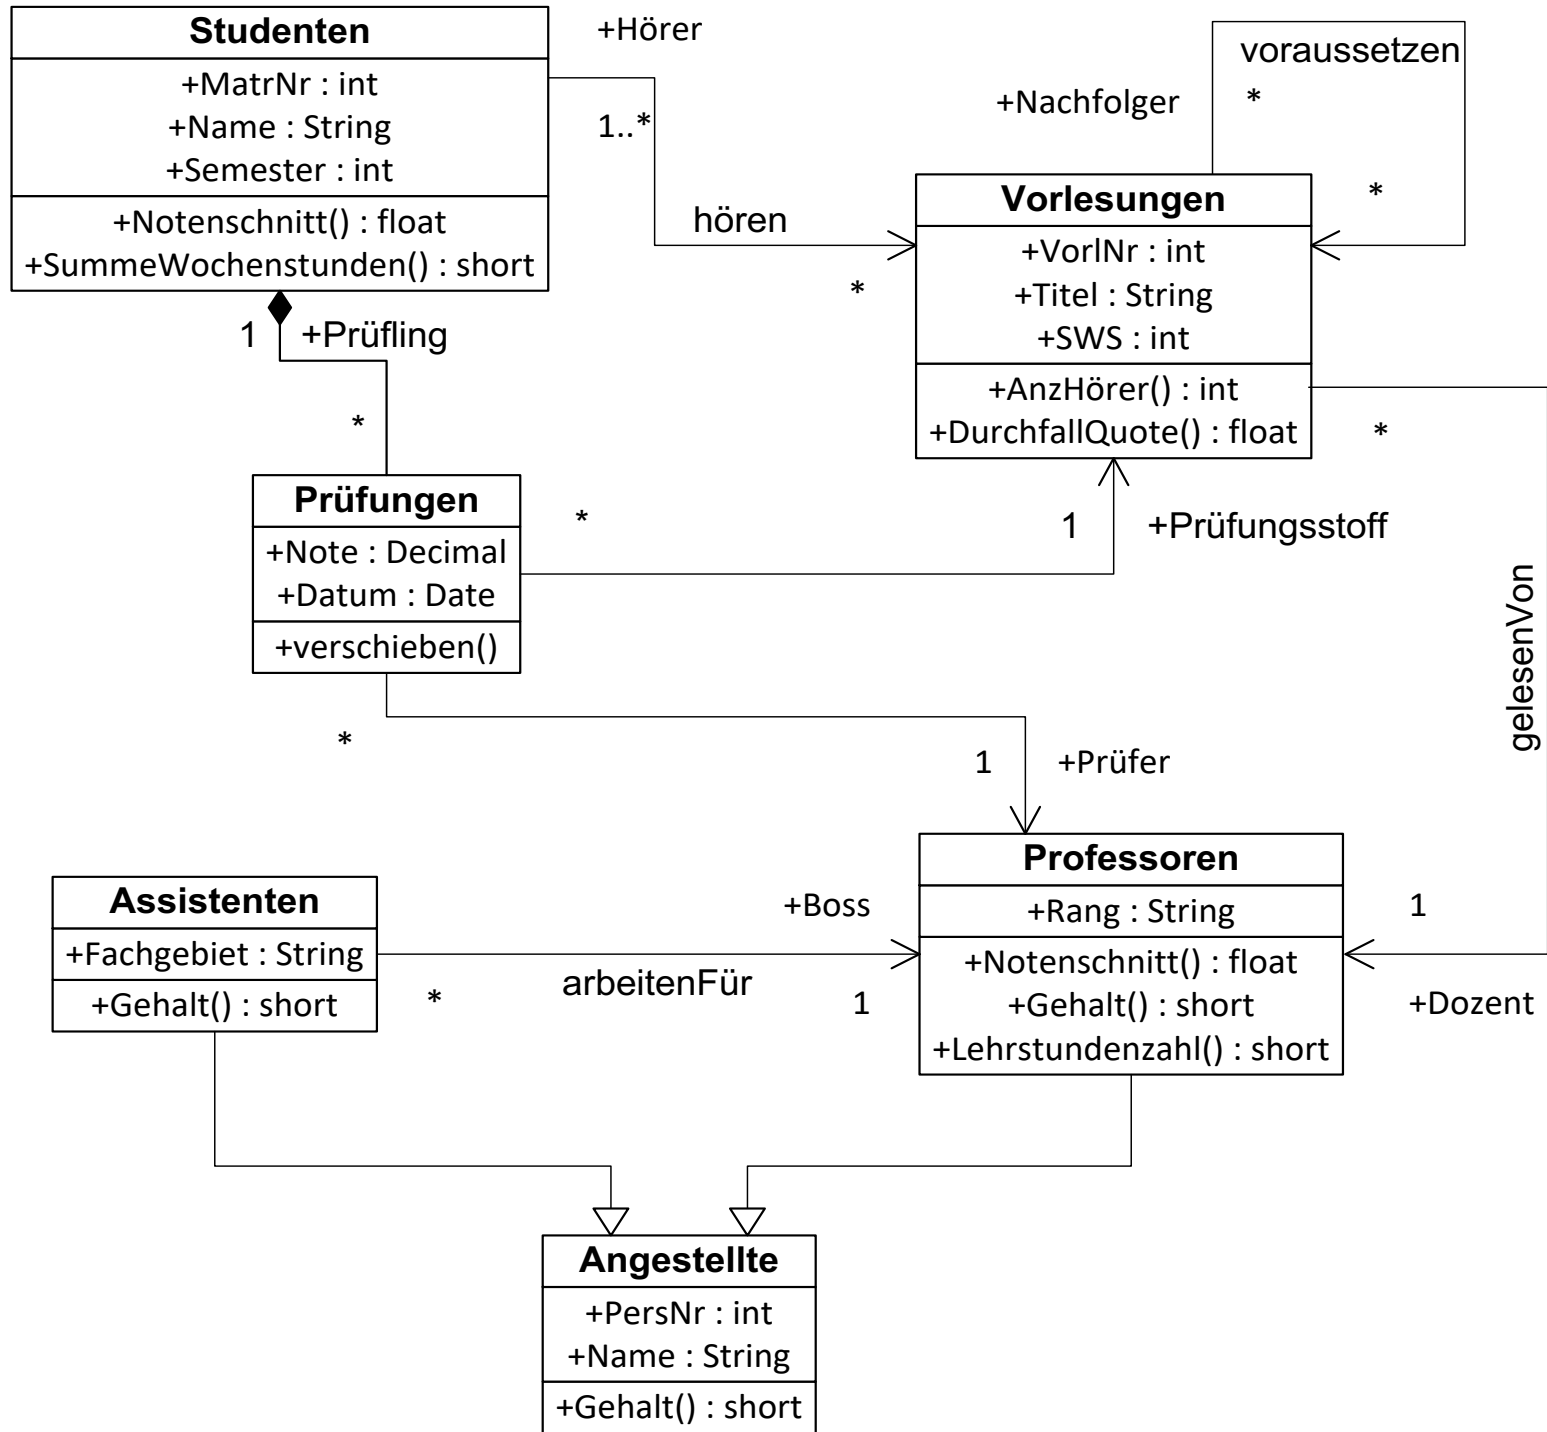 Studenten
+MatrNr : int
+Name : String
+Semester : int
+Notenschnitt() : float
+SummeWochenstunden() : short
+Hörer
1..*
hören
*
voraussetzen
+Nachfolger
*
*
Vorlesungen
+VorlNr : int
+Titel : String
+SWS : int
+AnzHörer() : int
+DurchfallQuote() : float
*
1
+Prüfling
*
Prüfungen
+Note : Decimal
+Datum : Date
+verschieben()
*
1
+Prüfungsstoff
gelesenVon
*
1
+Prüfer
Professoren
+Rang : String
+Notenschnitt() : float
+Gehalt() : short
+Lehrstundenzahl() : short
1
+Dozent
Assistenten
+Fachgebiet : String
+Gehalt() : short
+Boss
*
arbeitenFür
1
Angestellte
+PersNr : int
+Name : String
+Gehalt() : short